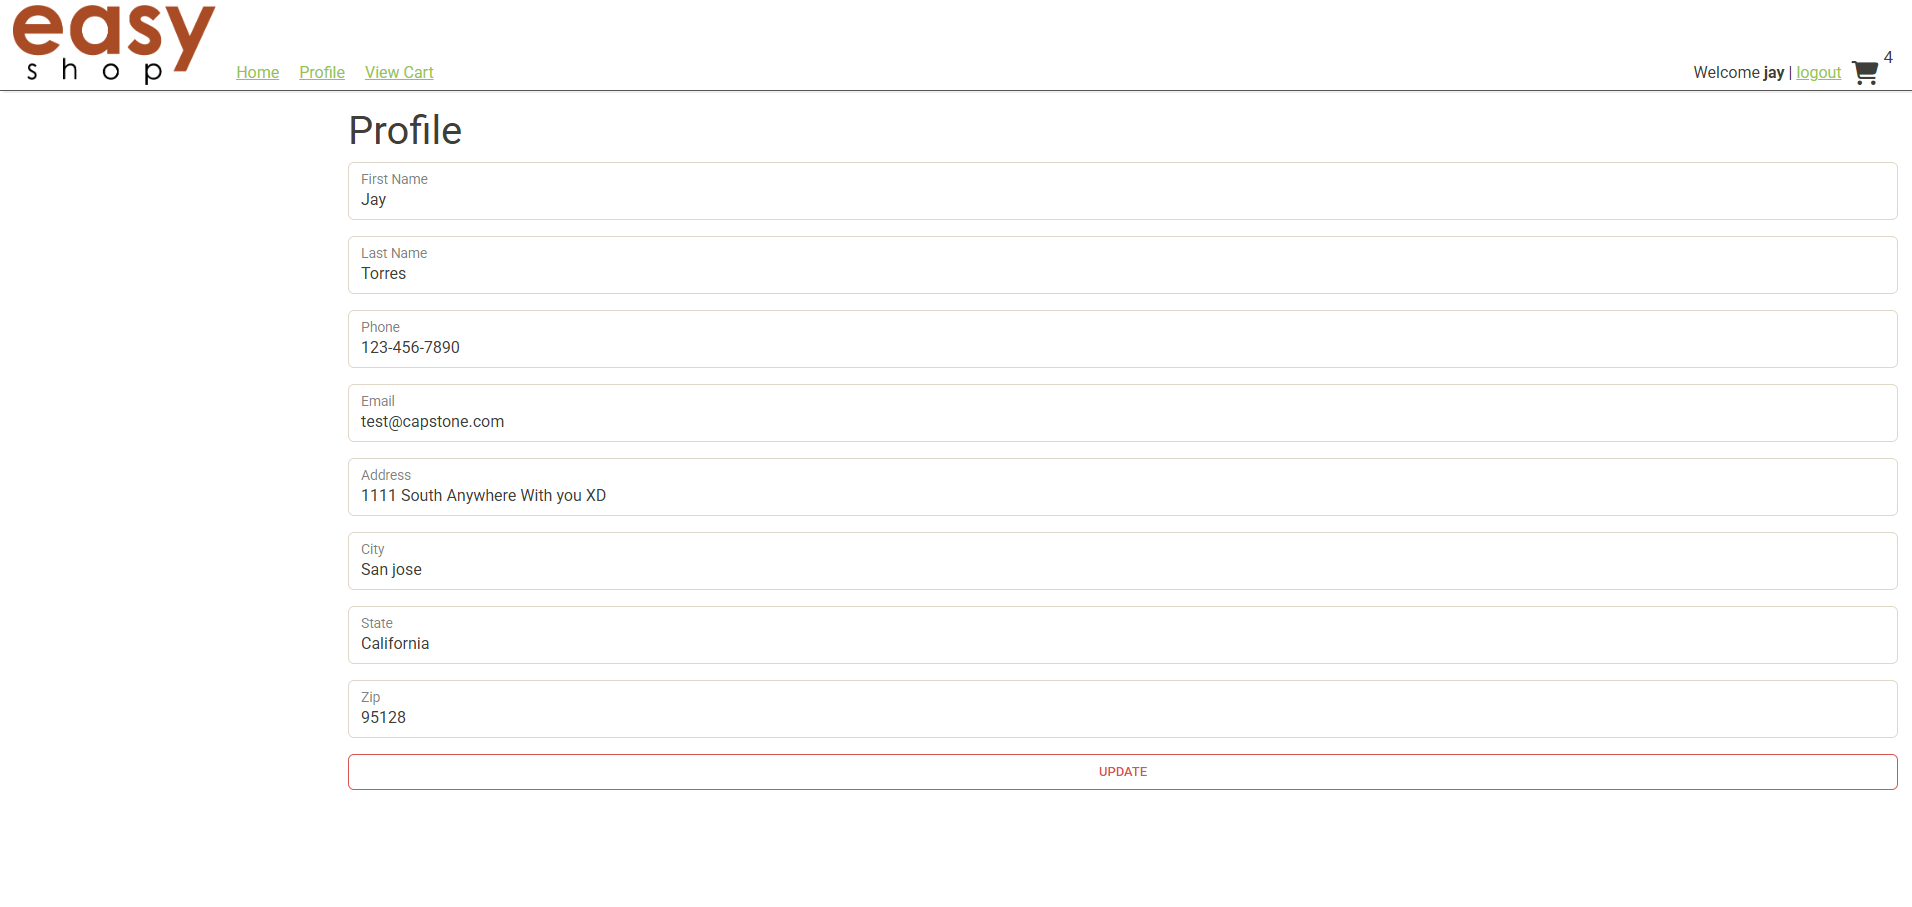 easy
shop
Home Profile View Cart
Welcome jay | logout 4
Profile
First Name
Jay
Last Name
Torres
Phone
123-456-7890
Email
test@capstone.com
Address
1111 South Anywhere With you XD
City
San jose
State
California
Zip
95128
UPDATE